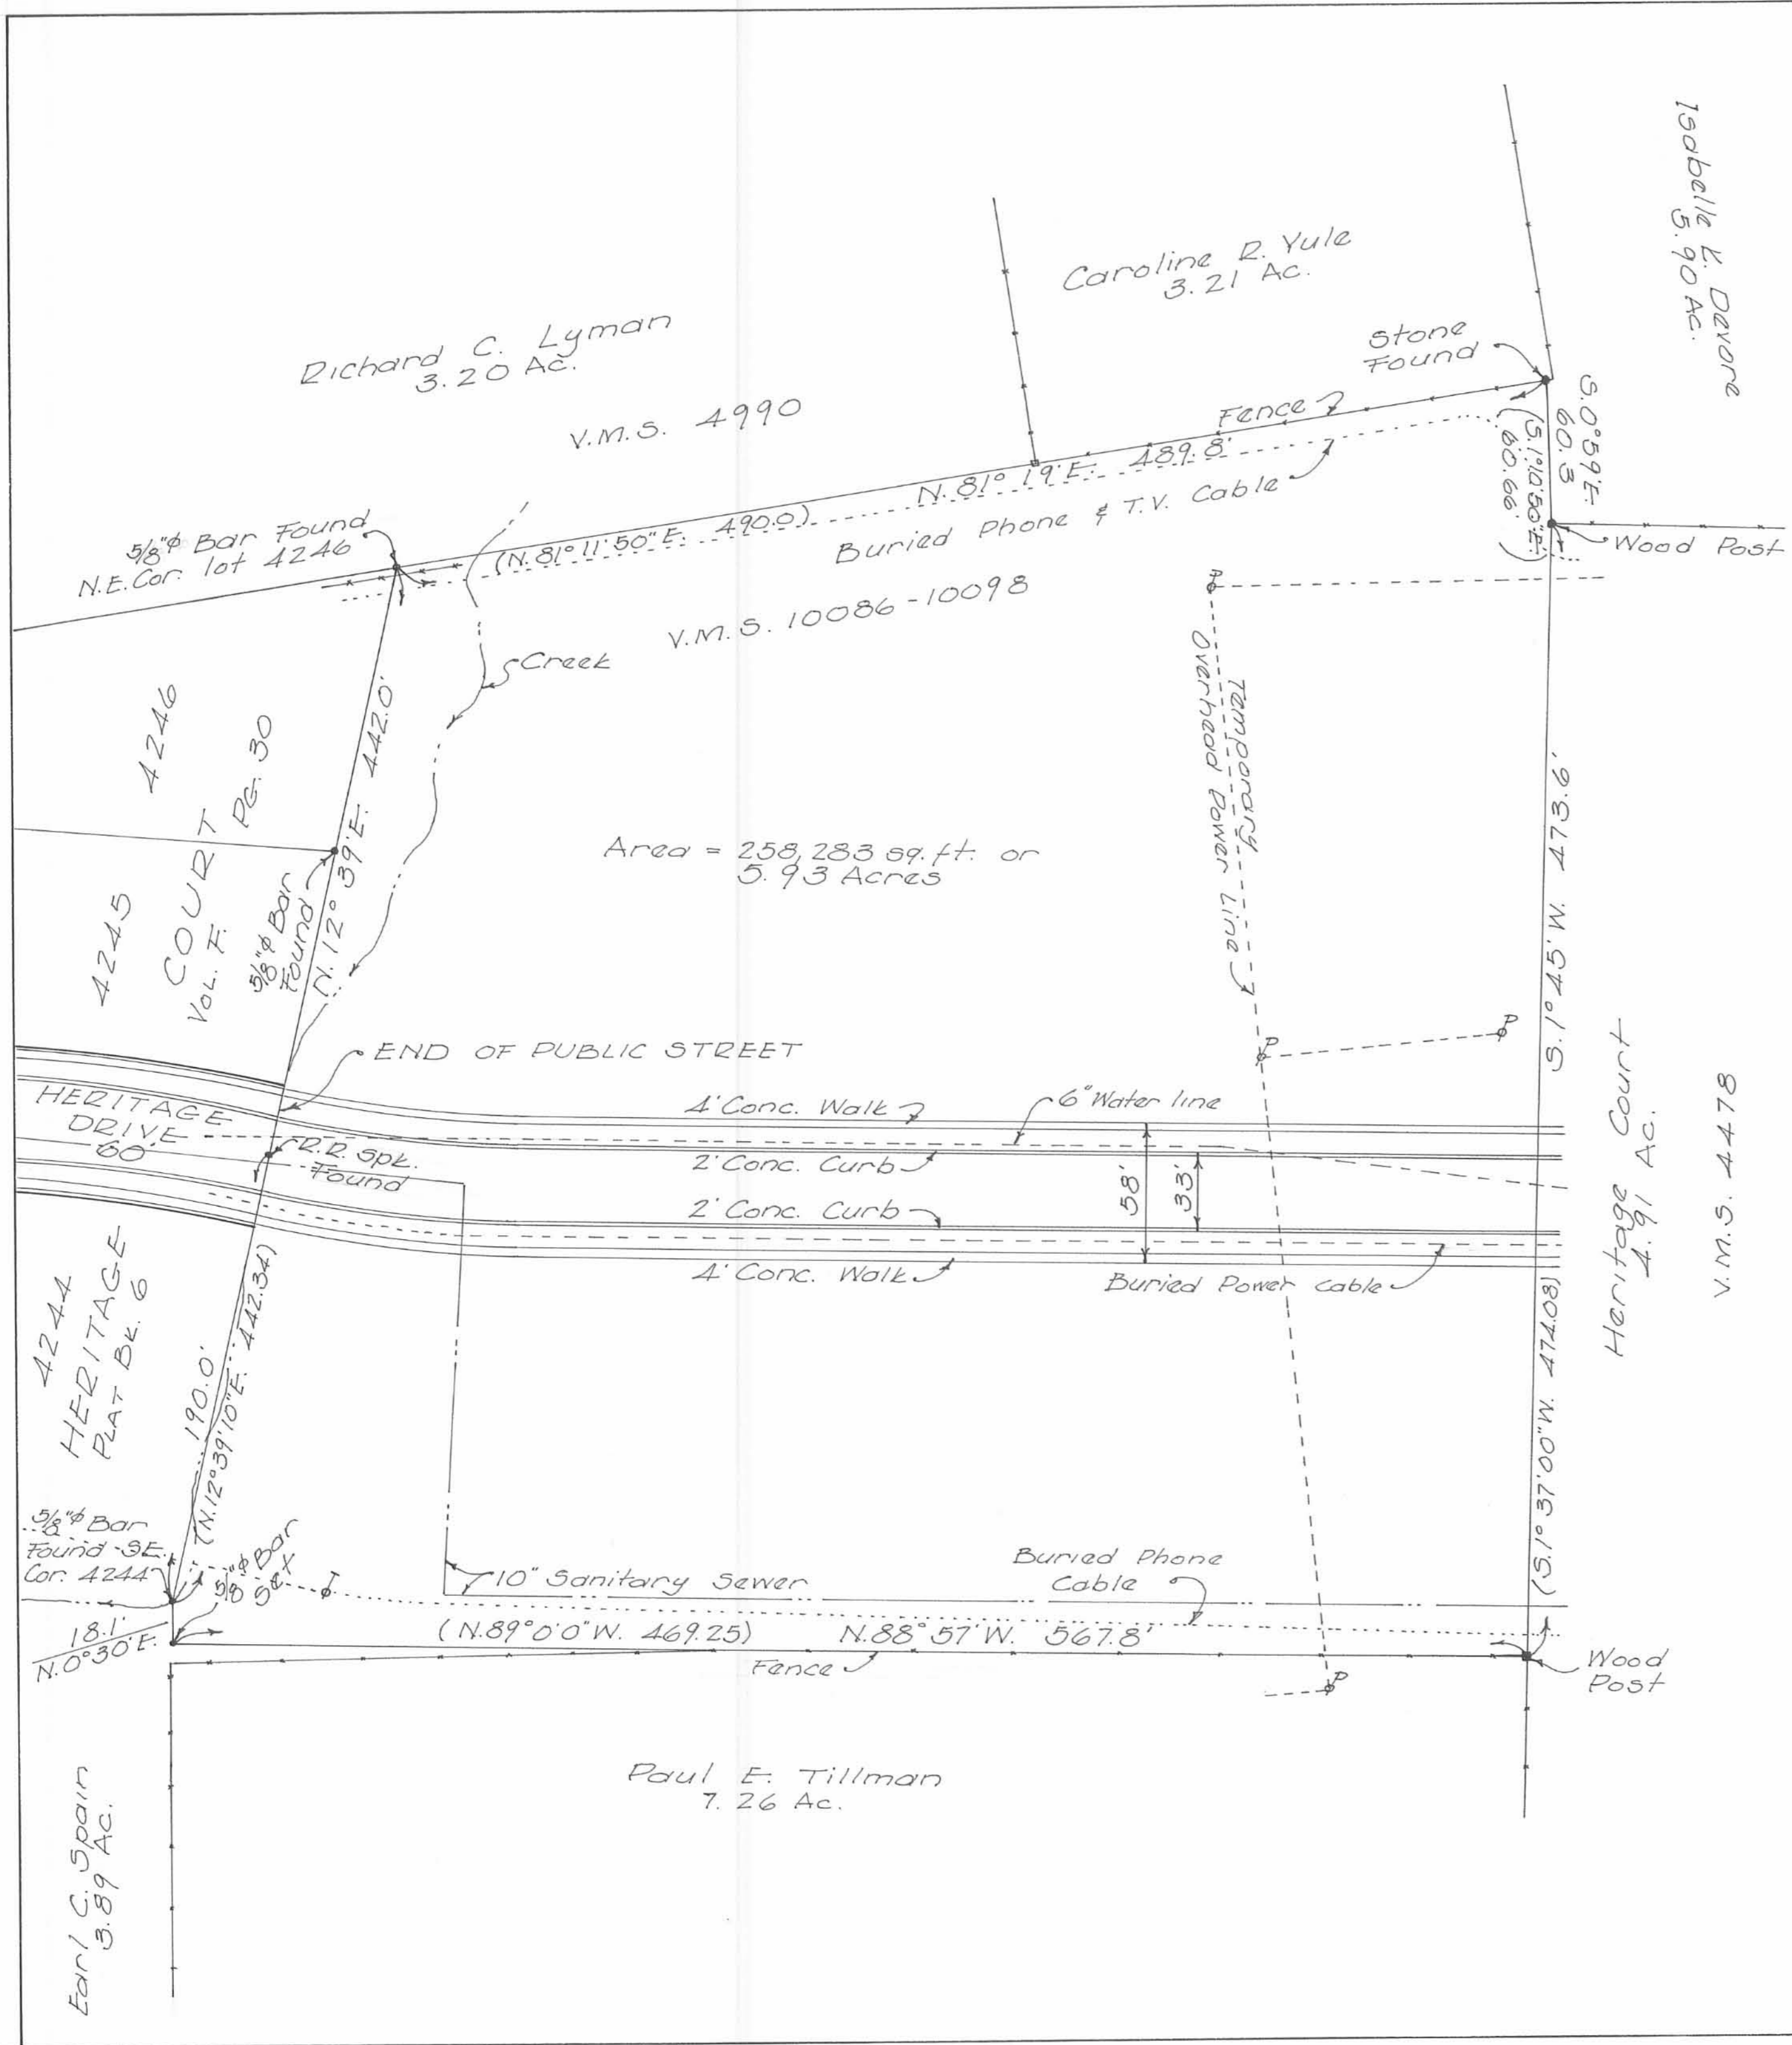 Isabelle K. Devore
5.90 Ac.
Caroline R. Yule
3.21 Ac.
Richard C. Lyman
3.20 Ac.
V.M.S. 4990
Stone
Found
Fence
S.0°59'E.
60.3
(S.1°10'50"E.
60.66')
Wood Post
N.81°19'E. 489.8'
(N.81°11'50"E. 490.0)
Buried Phone & T.V. Cable
5/8"φ Bar Found
N.E. Cor. lot 4246
V.M.S. 10086-10098
P
Creek
Temporary
Overhead Power Line
4246
N.12°39'E. 442.0'
COURT
Vol. F. PG. 30
4245
5/8"φ Bar
Found
Area = 258,283 sq.ft. or
5.93 Acres
S.1°45'W. 473.6'
P
P
END OF PUBLIC STREET
HERITAGE
DRIVE
60'
R.R. Spk.
Found
4' Conc. Walk
6" Water line
2' Conc. Curb
58'
33'
2' Conc. Curb
4' Conc. Walk
Buried Power Cable
Heritage Court
4.91 Ac.
V.M.S. 4478
4244
HERITAGE
PLAT BK. 6
190.0'
(N.12°39'10"E. 442.34)
(S.1°37'00"W. 474.08)
5/8"φ Bar
Found-S.E.
Cor. 4244
5/8"φ Bar
Set
T
10" Sanitary Sewer
Buried Phone
Cable
18.1'
N.0°30'E.
(N.89°0'0"W. 469.25)
N.88°57'W. 567.8'
Fence
P
Wood
Post
Paul E. Tillman
7.26 Ac.
Earl C. Spain
3.89 Ac.